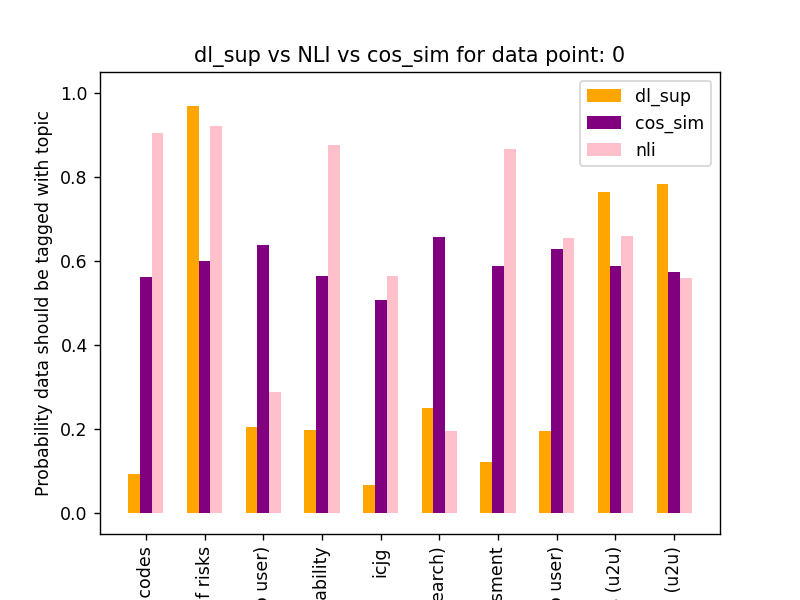 dl_sup vs NLI vs cos_sim for data point: 0
Probability data should be tagged with topic
1.0
0.8
0.6
0.4
0.2
0.0
dl_sup
cos_sim
nli
codes
f risks
user)
ability
icjg
earch)
sment
user)
(u2u)
(u2u)